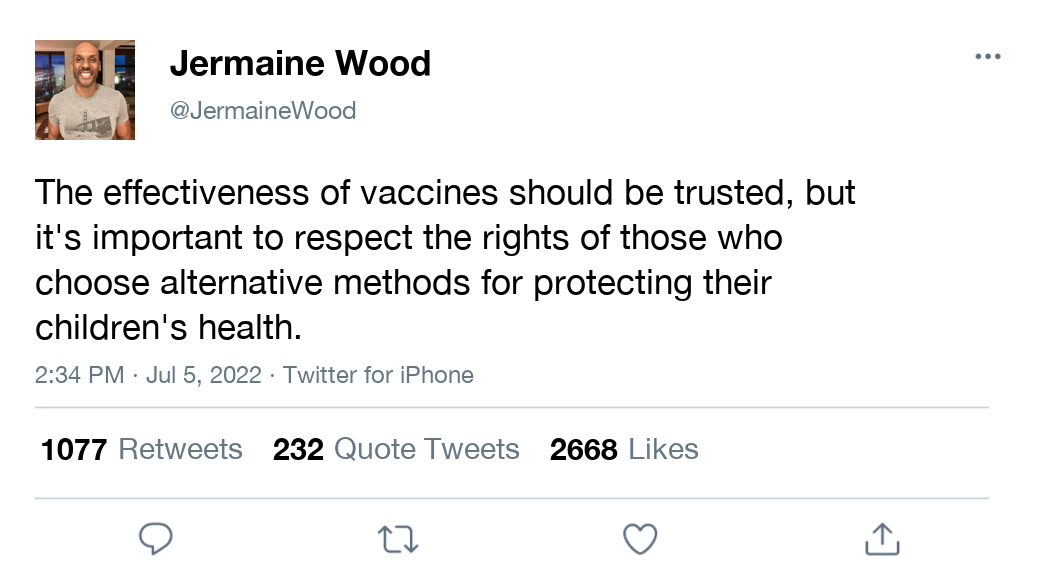 Jermaine Wood
@JermaineWood
The effectiveness of vaccines should be trusted, but
it's important to respect the rights of those who
choose alternative methods for protecting their
children's health.
2:34 PM · Jul 5, 2022 · Twitter for iPhone
1077 Retweets 232 Quote Tweets 2668 Likes